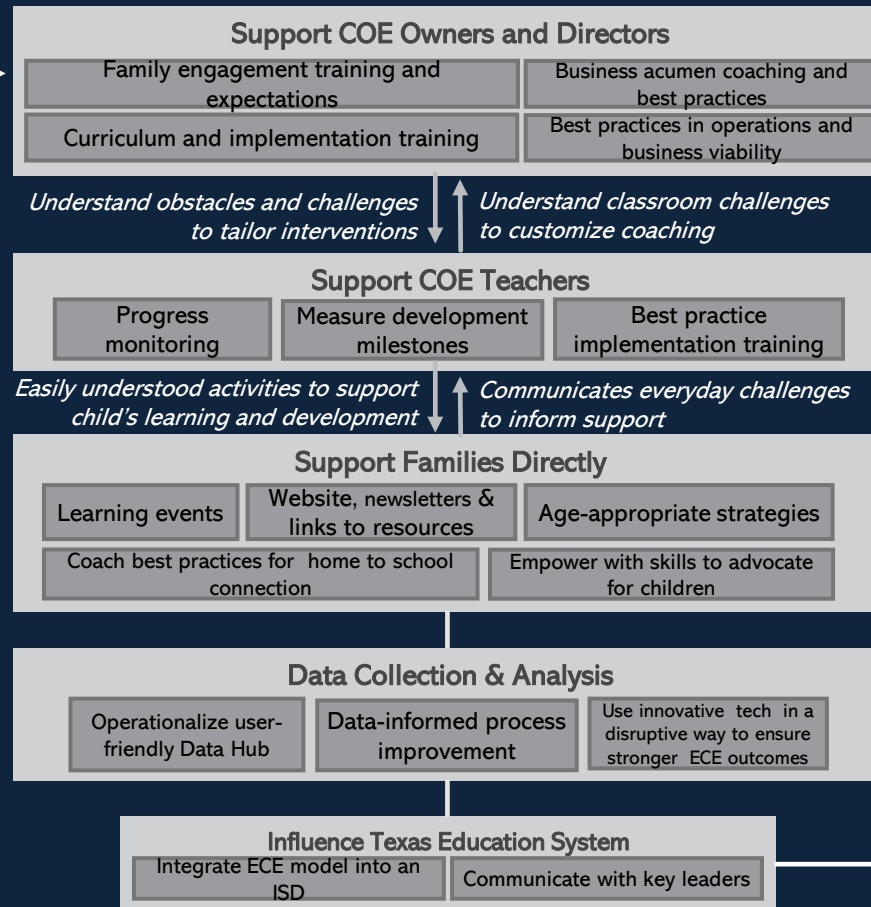 Support COE Owners and Directors
Family engagement training and
expectations
Business acumen coaching and
best practices
Curriculum and implementation training
Best practices in operations and
business viability
Understand obstacles and challenges
to tailor interventions
Understand classroom challenges
to customize coaching
Support COE Teachers
Progress
monitoring
Measure development
milestones
Best practice
implementation training
Easily understood activities to support
child's learning and development
Communicates everyday challenges
to inform support
Support Families Directly
Learning events
Website, newsletters &
links to resources
Age-appropriate strategies
Coach best practices for home to school
connection
Empower with skills to advocate
for children
Data Collection & Analysis
Operationalize user-
friendly Data Hub
Data-informed process
improvement
Use innovative tech in a
disruptive way to ensure
stronger ECE outcomes
Influence Texas Education System
Integrate ECE model into an
ISD
Communicate with key leaders